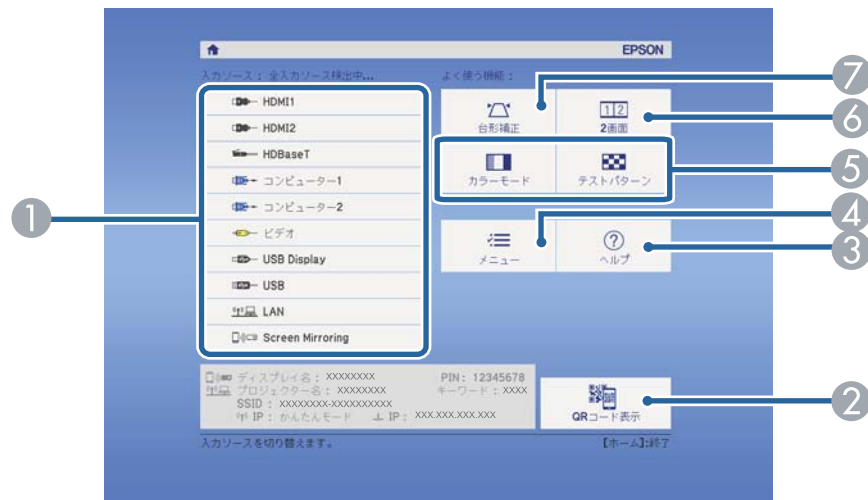 EPSON
入力ソース: 全入力ソース検出中...
よく使う機能:
HDMI1
HDMI2
HDBaseT
コンピューター1
コンピューター2
ビデオ
USB Display
USB
LAN
Screen Mirroring
台形補正
2画面
カラーモード
テストパターン
メニュー
ヘルプ
ディスプレイ名: XXXXXXXX
PIN: 12345678
プロジェクター名: XXXXXXXX
キーワード: XXXX
SSID: XXXXXXXX-XXXXXXXXXX
IP: かんたんモード
IP: XXX.XXX.XXX.XXX
QRコード表示
入力ソースを切り替えます。
【ホーム】:終了
1
7
6
5
4
3
2